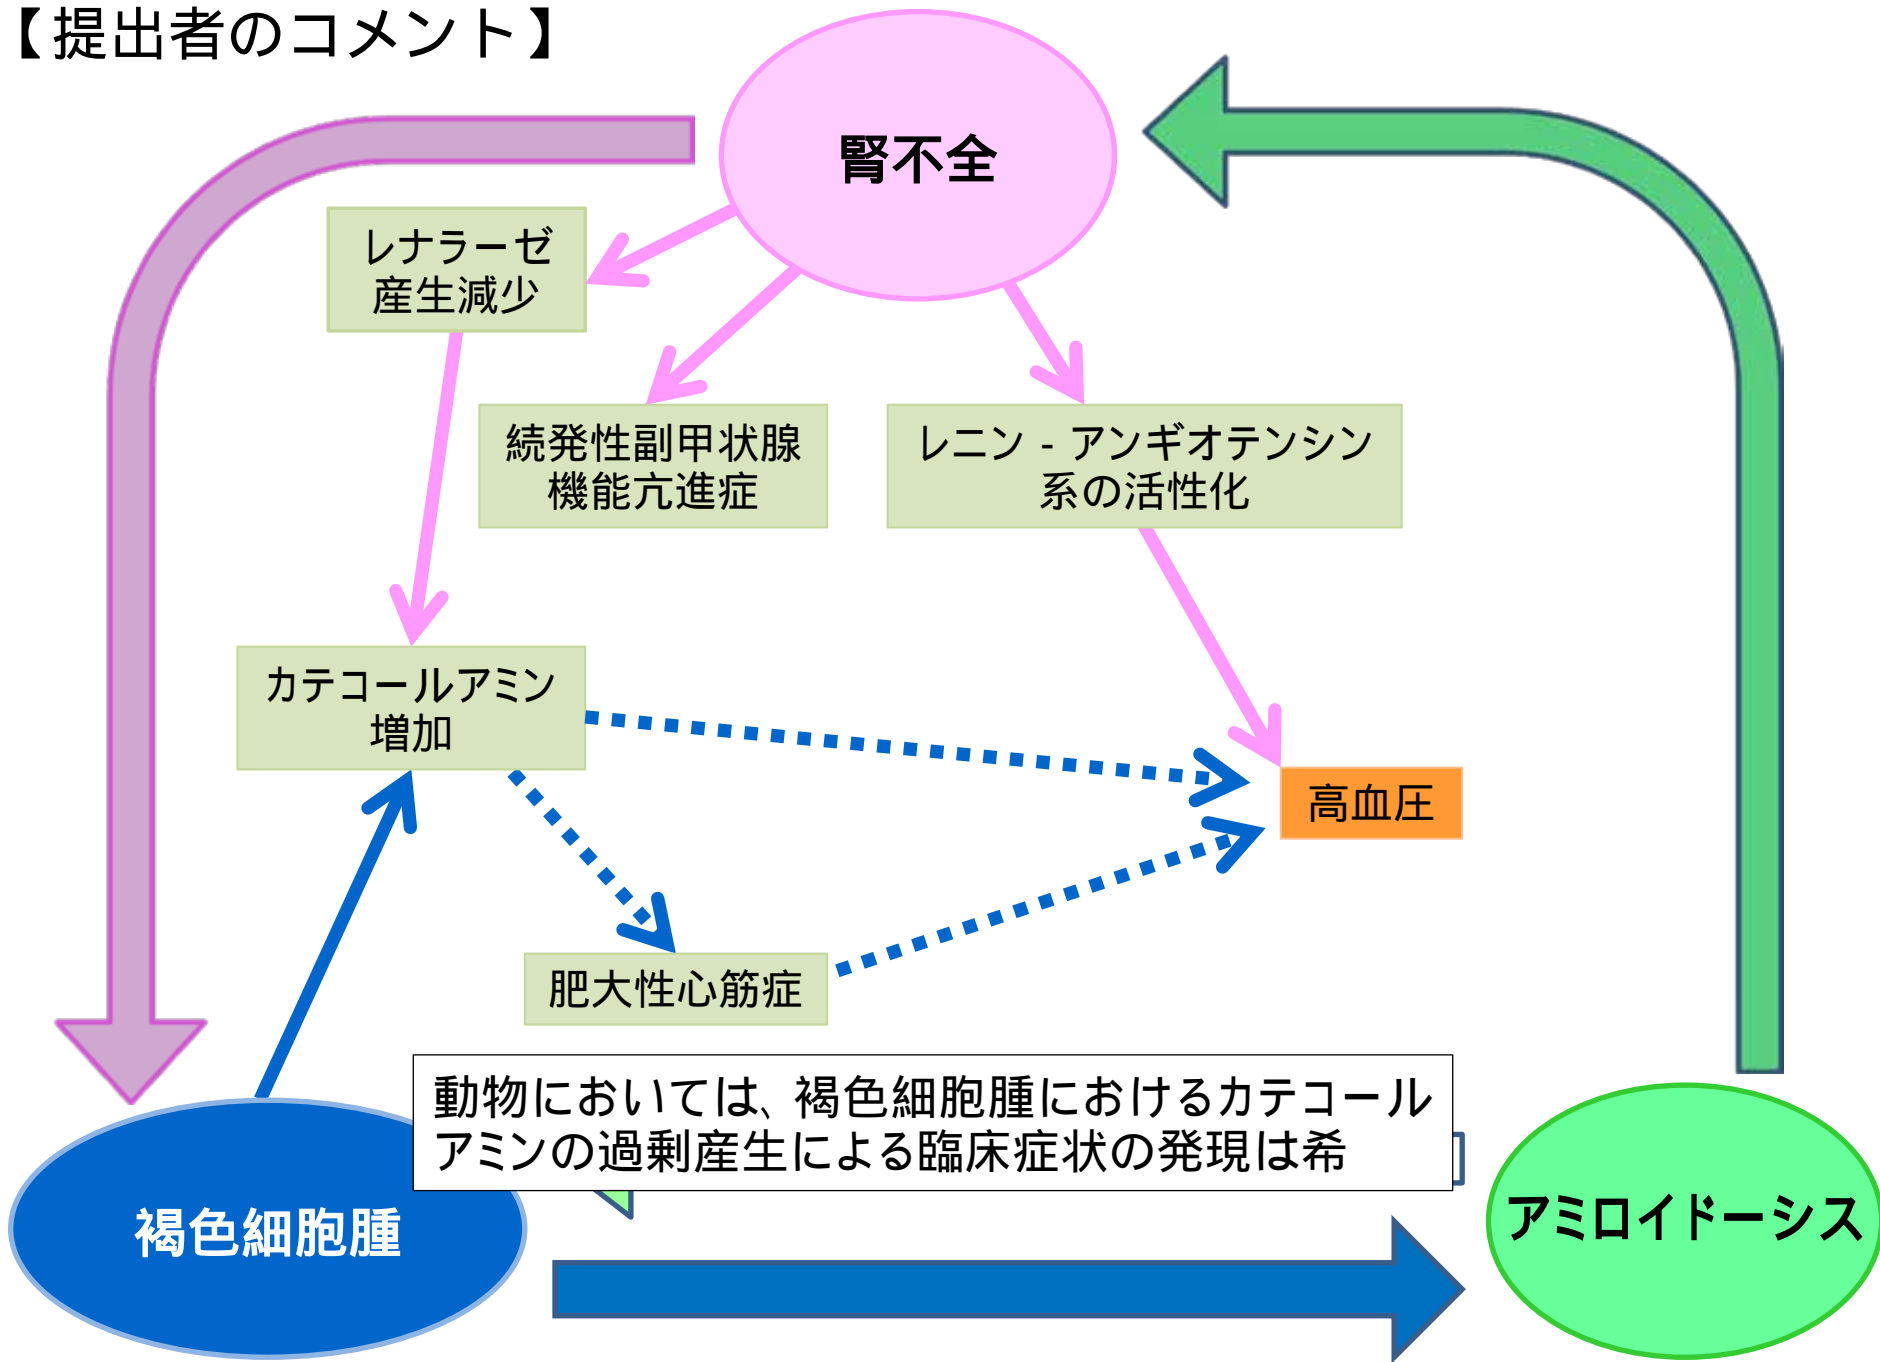 【提出者のコメント】
腎不全
レナラーゼ
産生減少
続発性副甲状腺
機能亢進症
レニン - アンギオテンシン
系の活性化
カテコールアミン
増加
高血圧
肥大性心筋症
動物においては、褐色細胞腫におけるカテコール
アミンの過剰産生による臨床症状の発現は希
褐色細胞腫
アミロイドーシス